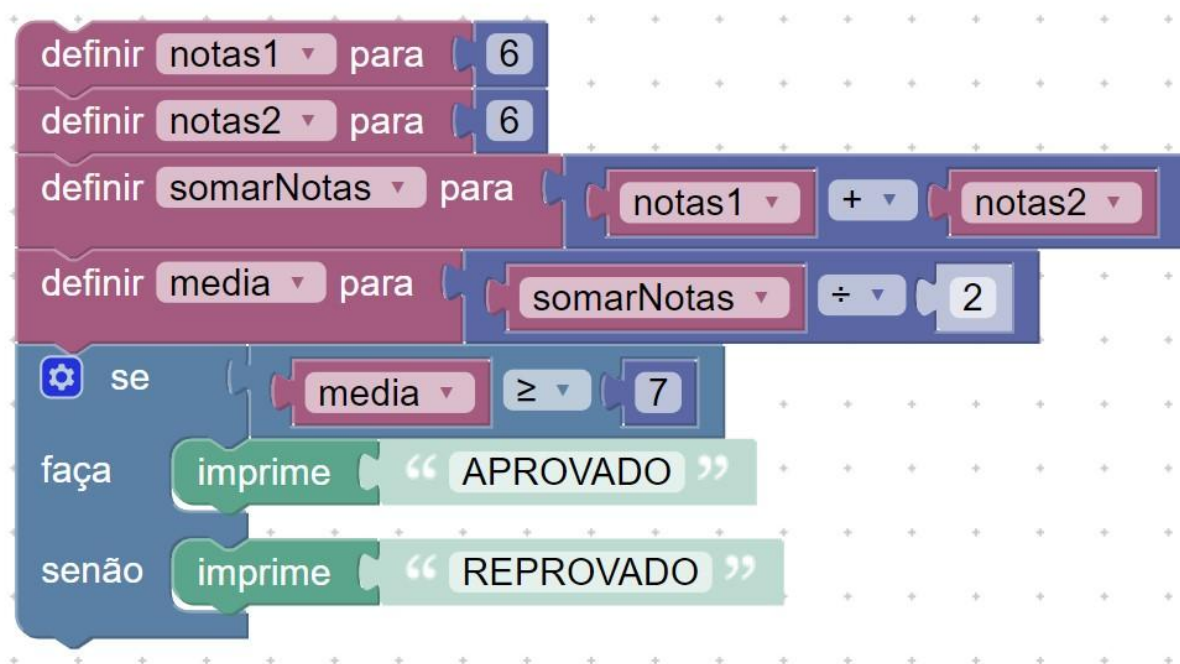 definir notas1 para 6
definir notas2 para 6
definir somarNotas para notas1 + notas2
definir media para somarNotas ÷ 2
se media ≥ 7
faça imprime “ APROVADO ”
senão imprime “ REPROVADO ”